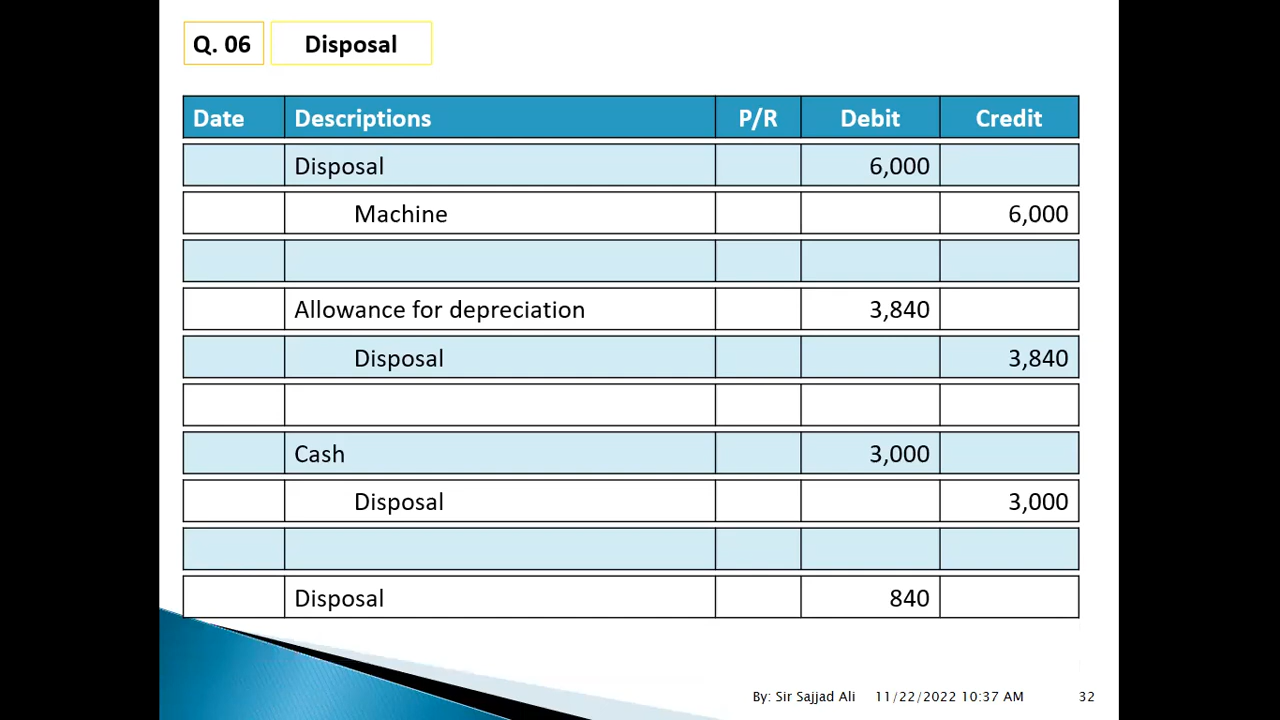 Q. 06 Disposal
Date Descriptions P/R Debit Credit
Disposal 6,000
Machine 6,000
Allowance for depreciation 3,840
Disposal 3,840
Cash 3,000
Disposal 3,000
Disposal 840
By: Sir Sajjad Ali 11/22/2022 10:37 AM 32